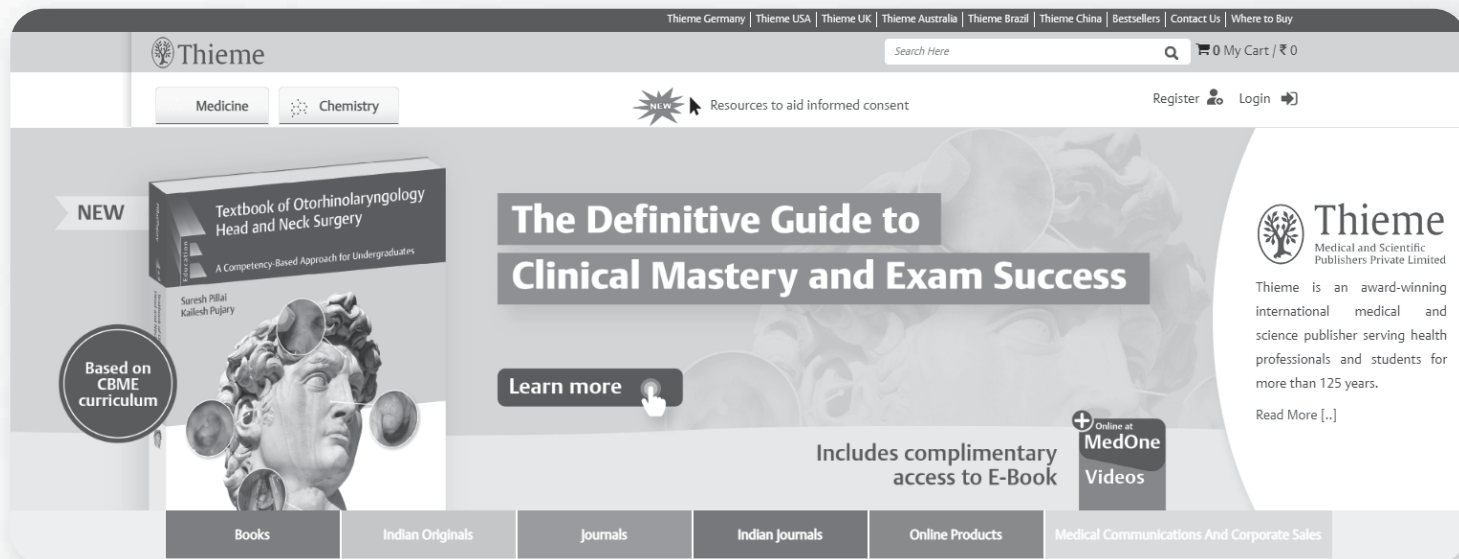 Thieme Germany | Thieme USA | Thieme UK | Thieme Australia | Thieme Brazil | Thieme China | Bestsellers | Contact Us | Where to Buy
Thieme
Search Here
0 My Cart / ₹ 0
Medicine
Chemistry
NEW
Resources to aid informed consent
Register
Login
NEW
Textbook of Otorhinolaryngology
Head and Neck Surgery
A Competency-Based Approach for Undergraduates
Education
Suresh Pillai
Kailesh Pujary
Based on
CBME
curriculum
The Definitive Guide to
Clinical Mastery and Exam Success
Learn more
Includes complimentary
access to E-Book
Online at
MedOne
Videos
Thieme
Medical and Scientific
Publishers Private Limited
Thieme is an award-winning
international medical and
science publisher serving health
professionals and students for
more than 125 years.
Read More [..]
Books
Indian Originals
Journals
Indian Journals
Online Products
Medical Communications And Corporate Sales